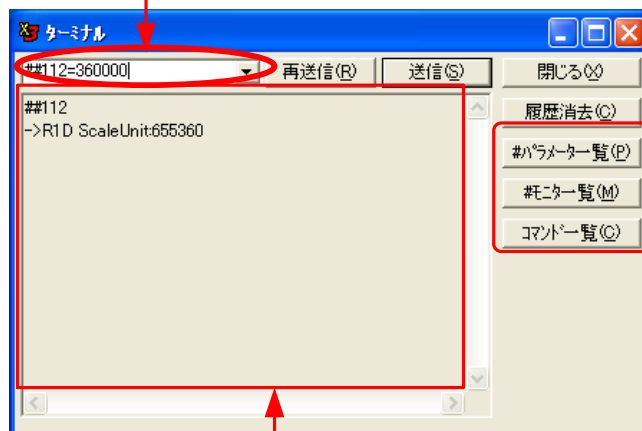 ターミナル
##112=360000
再送信(R)
送信(S)
閉じる(X)
##112
->R1D ScaleUnit:655360
履歴消去(C)
#パラメーター覧(P)
#モニター覧(M)
コマンド一覧(C)